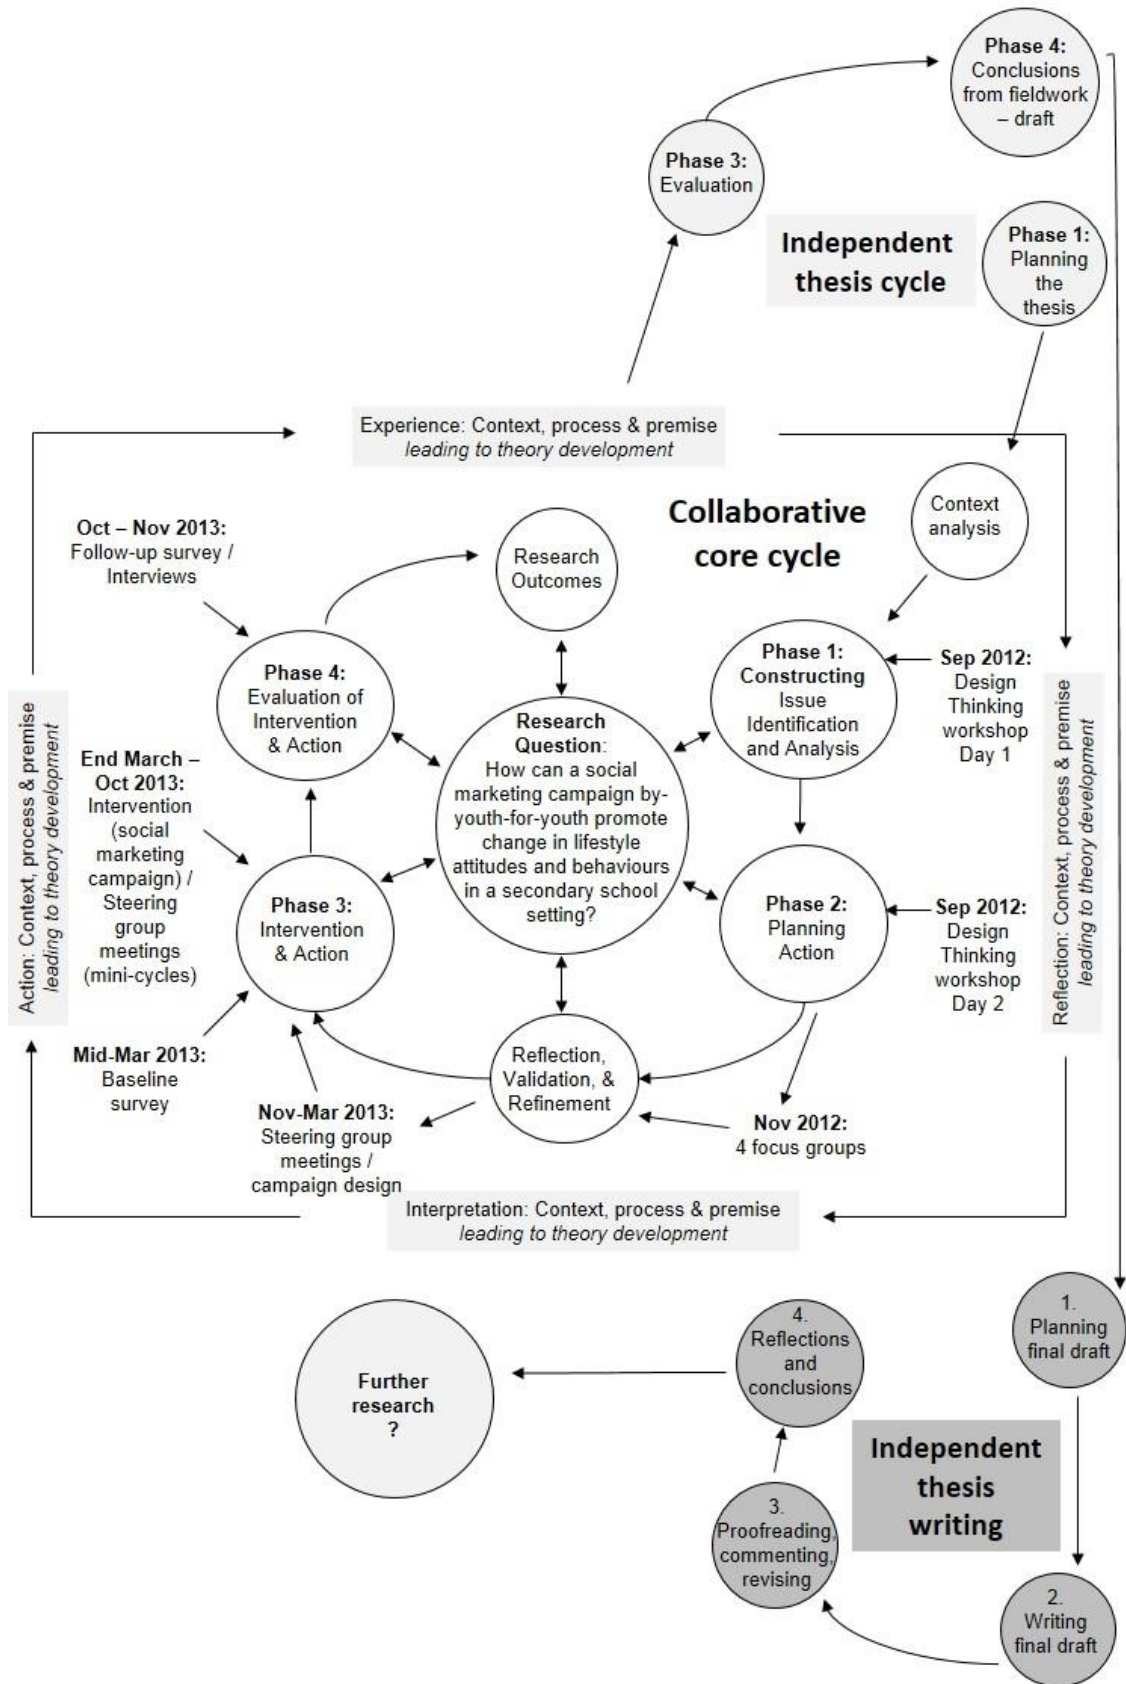 Phase 4:
Conclusions
from fieldwork
– draft
Phase 3:
Evaluation
Independent
thesis cycle
Phase 1:
Planning
the
thesis
Experience: Context, process & premise
leading to theory development
Collaborative
core cycle
Context
analysis
Oct – Nov 2013:
Follow-up survey /
Interviews
Research
Outcomes
Phase 4:
Evaluation of
Intervention
& Action
Phase 1:
Constructing
Issue
Identification
and Analysis
Sep 2012:
Design
Thinking
workshop
Day 1
Action: Context, process & premise
leading to theory development
Reflection: Context, process & premise
leading to theory development
End March –
Oct 2013:
Intervention
(social
marketing
campaign) /
Steering
group
meetings
(mini-cycles)
Research
Question:
How can a social
marketing campaign by-
youth-for-youth promote
change in lifestyle
attitudes and behaviours
in a secondary school
setting?
Phase 3:
Intervention
& Action
Phase 2:
Planning
Action
Sep 2012:
Design
Thinking
workshop
Day 2
Mid-Mar 2013:
Baseline
survey
Reflection,
Validation, &
Refinement
Nov-Mar 2013:
Steering group
meetings /
campaign design
Nov 2012:
4 focus groups
Interpretation: Context, process & premise
leading to theory development
1.
Planning
final draft
4.
Reflections
and
conclusions
Further
research
?
Independent
thesis
writing
3.
Proofreading,
commenting,
revising
2.
Writing
final draft